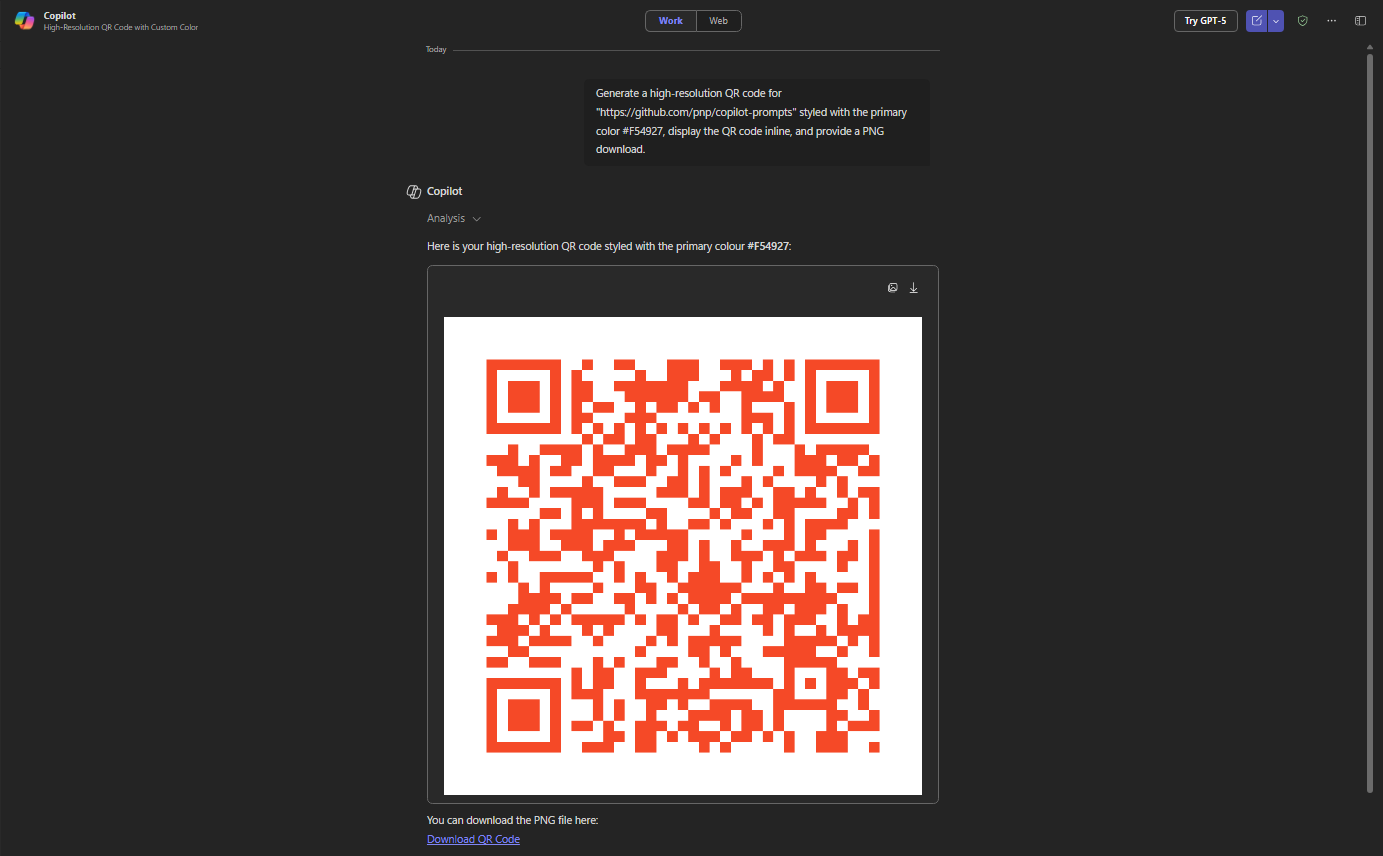 Copilot
High-Resolution QR Code with Custom Color
Work
Web
Try GPT-5
Today
Generate a high-resolution QR code for
"https://github.com/pnp/copilot-prompts" styled with the primary
color #F54927, display the QR code inline, and provide a PNG
download.
Copilot
Analysis
Here is your high-resolution QR code styled with the primary colour #F54927:
You can download the PNG file here:
Download QR Code